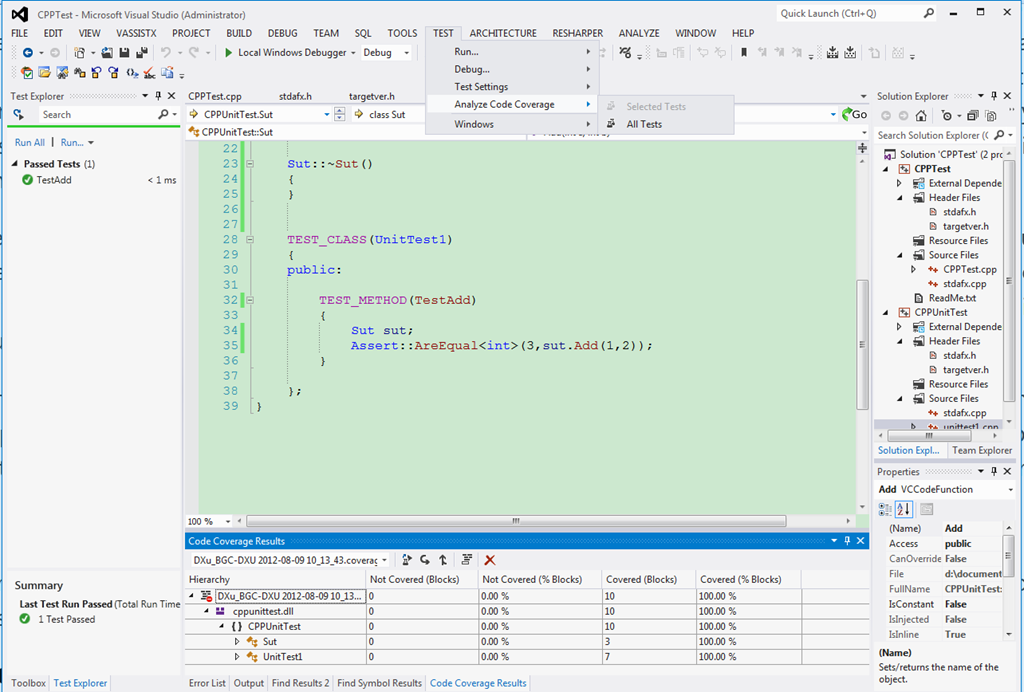 CPPTest - Microsoft Visual Studio (Administrator)
Quick Launch (Ctrl+Q)
FILE EDIT VIEW VASSISTX PROJECT BUILD DEBUG TEAM SQL TOOLS TEST ARCHITECTURE RESHARPER ANALYZE WINDOW HELP
Local Windows Debugger Debug
Run...
Debug...
Test Settings
Analyze Code Coverage
Windows
Selected Tests
All Tests
Test Explorer
Search
Run All | Run...
Passed Tests (1)
TestAdd < 1 ms
Summary
Last Test Run Passed (Total Run Time
1 Test Passed
Toolbox Test Explorer
CPPTest.cpp stdafx.h targetver.h
CPPUnitTest.Sut class Sut Go
CPPUnitTest::Sut
22
23 Sut::~Sut()
24 {
25 }
26
27
28 TEST_CLASS(UnitTest1)
29 {
30 public:
31
32 TEST_METHOD(TestAdd)
33 {
34 Sut sut;
35 Assert::AreEqual<int>(3,sut.Add(1,2));
36 }
37
38 };
39 }
100 %
Code Coverage Results
DXu_BGC-DXU 2012-08-09 10_13_43.coverag
Hierarchy Not Covered (Blocks) Not Covered (% Blocks) Covered (Blocks) Covered (% Blocks)
DXu_BGC-DXU 2012-08-09 10_13... 0 0.00 % 10 100.00 %
cppunittest.dll 0 0.00 % 10 100.00 %
{ } CPPUnitTest 0 0.00 % 10 100.00 %
Sut 0 0.00 % 3 100.00 %
UnitTest1 0 0.00 % 7 100.00 %
Error List Output Find Results 2 Find Symbol Results Code Coverage Results
Solution Explorer
Search Solution Explorer (C
Solution 'CPPTest' (2 pro
CPPTest
External Depende
Header Files
stdafx.h
targetver.h
Resource Files
Source Files
CPPTest.cpp
stdafx.cpp
ReadMe.txt
CPPUnitTest
External Depende
Header Files
stdafx.h
targetver.h
Resource Files
Source Files
stdafx.cpp
unittest1.cpp
Solution Expl... Team Explorer
Properties
Add VCCodeFunction
(Name) Add
Access public
CanOverride False
File d:\document
FullName CPPUnitTest:
IsConstant False
IsInjected False
IsInline True
(Name)
Sets/returns the name of the
object.